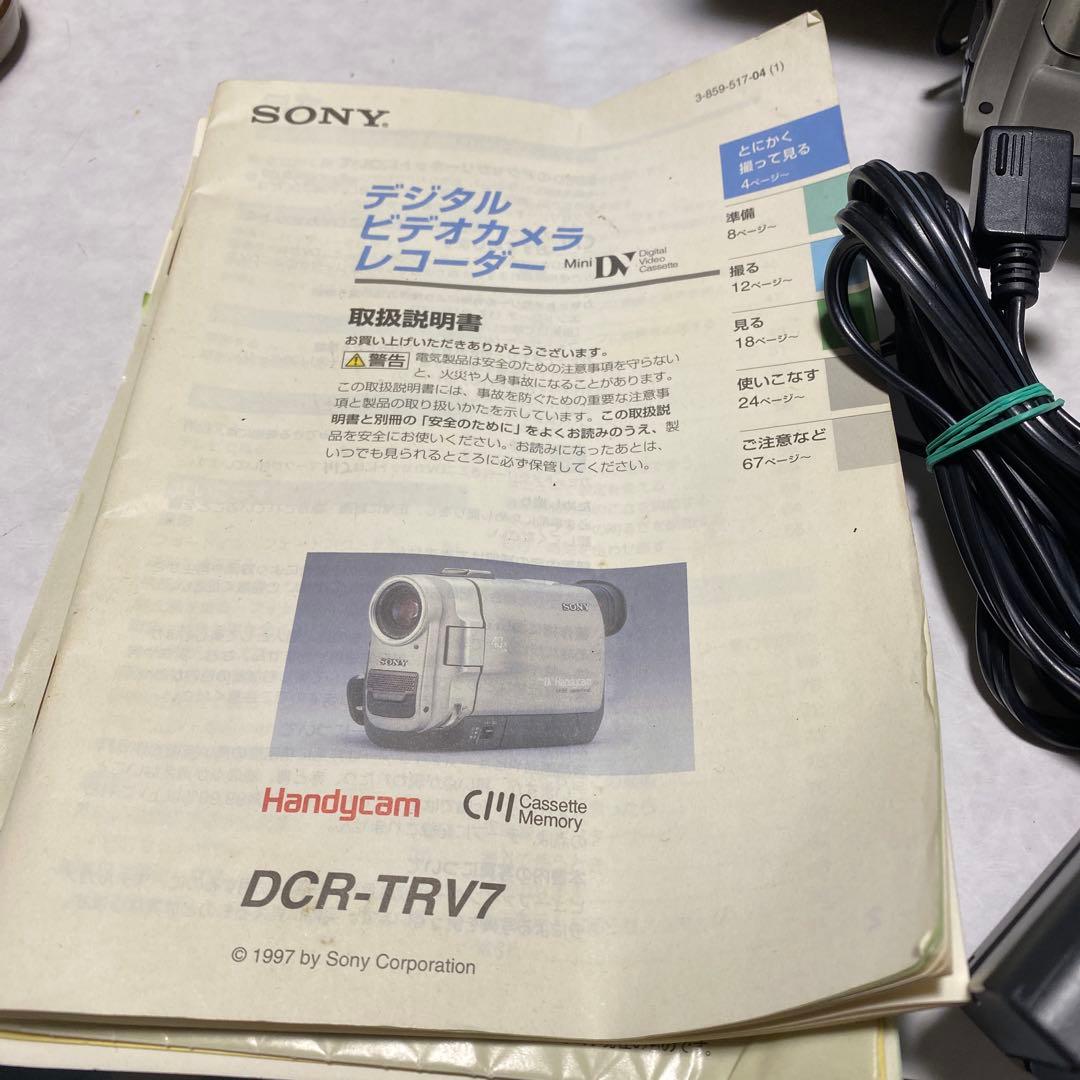 SONY®
3-859-517-04 (1)
デジタル
ビデオカメラ
レコーダー
Mini DV Digital
Video
Cassette
取扱説明書
お買い上げいただきありがとうございます。
警告 電気製品は安全のための注意事項を守らない
と、火災や人身事故になることがあります。
この取扱説明書には、事故を防ぐための重要な注意事
項と製品の取り扱いかたを示しています。この取扱説
明書と別冊の「安全のために」をよくお読みのうえ、製
品を安全にお使いください。お読みになったあとは、
いつでも見られるところに必ず保管してください。
とにかく
撮って見る
4ページ〜
準備
8ページ〜
撮る
12ページ〜
見る
18ページ〜
使いこなす
24ページ〜
ご注意など
67ページ〜
SONY
SONY
Handycam
Handycam
CM Cassette
Memory
DCR-TRV7
© 1997 by Sony Corporation